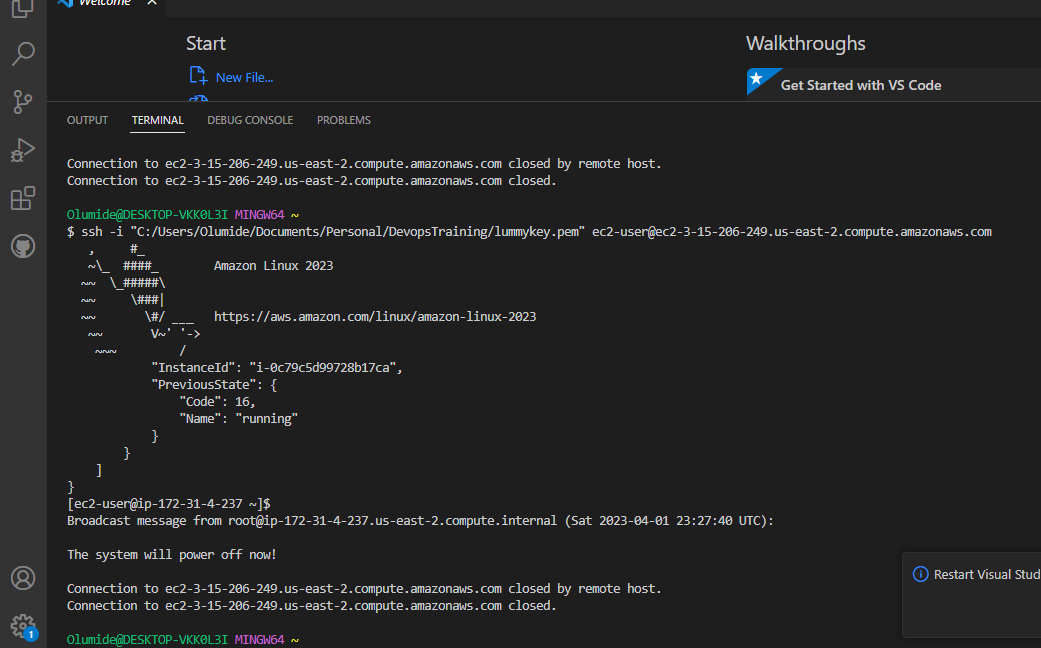 Welcome
Start
Walkthroughs
New File...
Get Started with VS Code
OUTPUT TERMINAL DEBUG CONSOLE PROBLEMS
Connection to ec2-3-15-206-249.us-east-2.compute.amazonaws.com closed by remote host.
Connection to ec2-3-15-206-249.us-east-2.compute.amazonaws.com closed.
Olumide@DESKTOP-VKK0L3I MINGW64 ~
$ ssh -i "C:/Users/Olumide/Documents/Personal/DevopsTraining/lummykey.pem" ec2-user@ec2-3-15-206-249.us-east-2.compute.amazonaws.com
   ,     #_
   ~\_  ####_        Amazon Linux 2023
  ~~  \_#####\
  ~~     \###|
  ~~       \#/ ___   https://aws.amazon.com/linux/amazon-linux-2023
   ~~       V~' '->
    ~~~         /
            "InstanceId": "i-0c79c5d99728b17ca",
            "PreviousState": {
                "Code": 16,
                "Name": "running"
            }
        }
    ]
}
[ec2-user@ip-172-31-4-237 ~]$
Broadcast message from root@ip-172-31-4-237.us-east-2.compute.internal (Sat 2023-04-01 23:27:40 UTC):
The system will power off now!
Connection to ec2-3-15-206-249.us-east-2.compute.amazonaws.com closed by remote host.
Connection to ec2-3-15-206-249.us-east-2.compute.amazonaws.com closed.
Olumide@DESKTOP-VKK0L3I MINGW64 ~
Restart Visual Stud
1